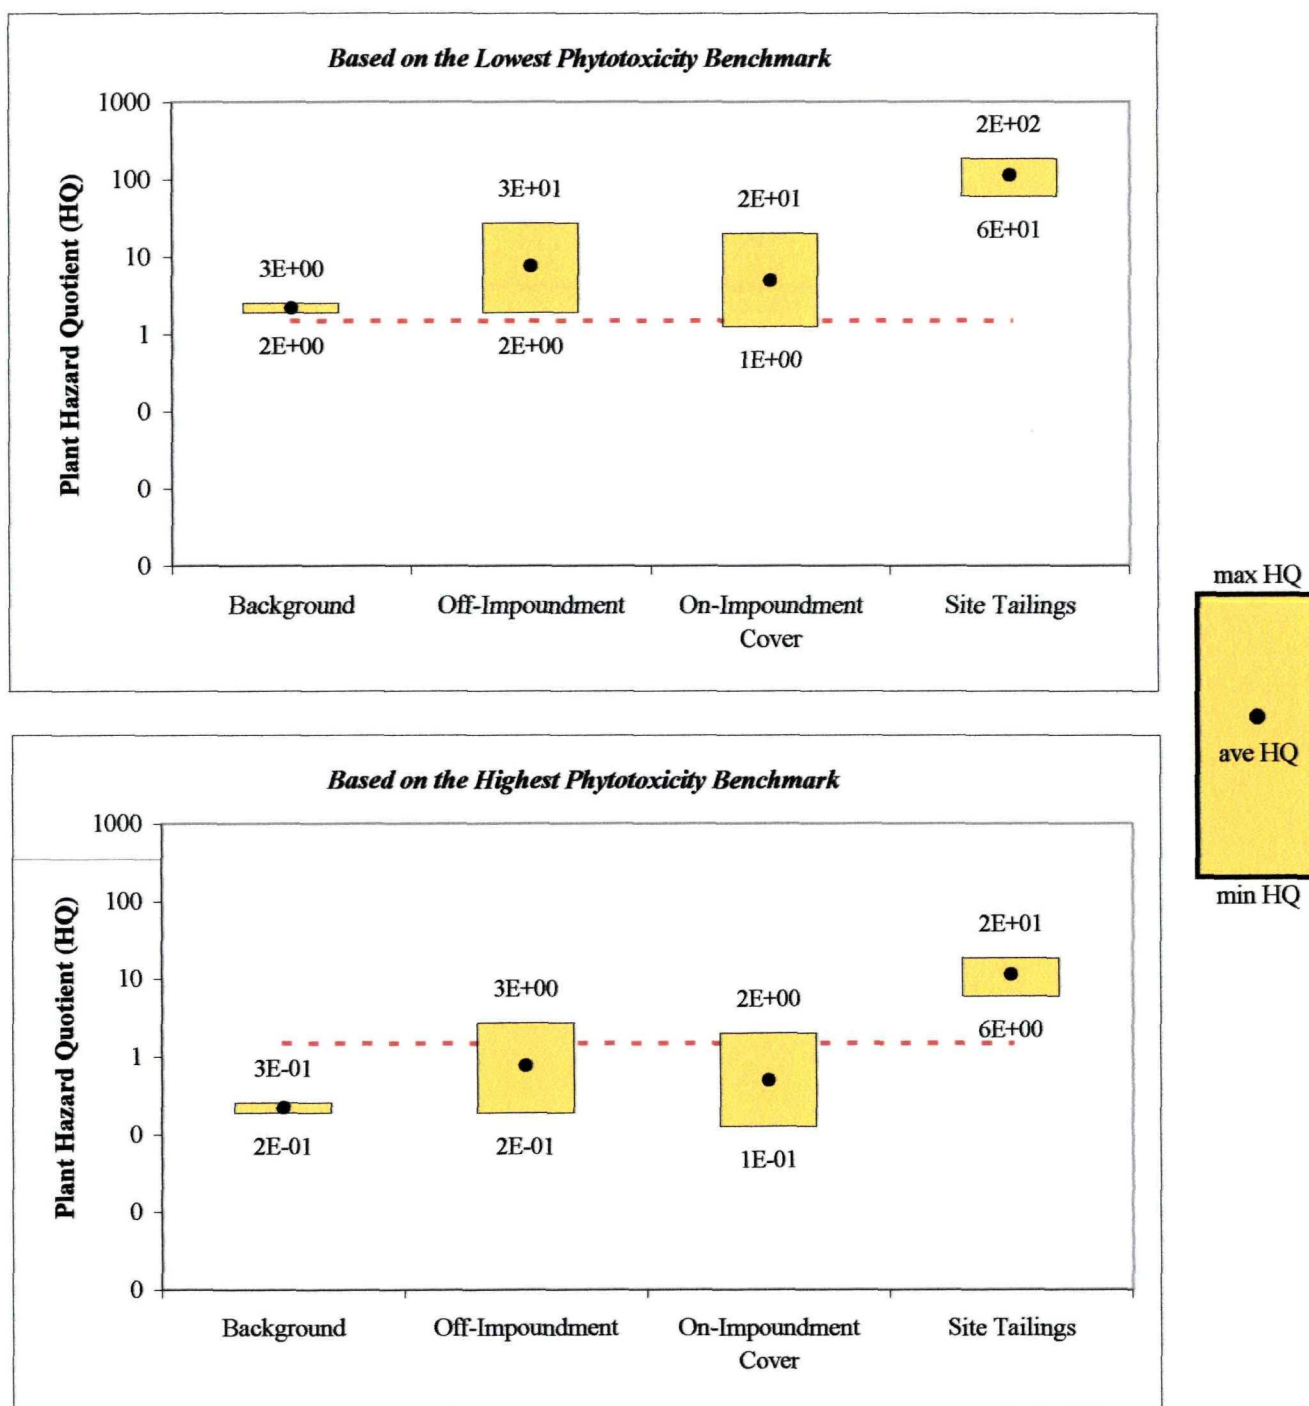 Based on the Lowest Phytotoxicity Benchmark
Plant Hazard Quotient (HQ)
1000
100
10
1
0
0
0
3E+00
2E+00
3E+01
2E+00
2E+01
1E+00
2E+02
6E+01
Background
Off-Impoundment
On-Impoundment
Cover
Site Tailings
max HQ
ave HQ
min HQ
Based on the Highest Phytotoxicity Benchmark
Plant Hazard Quotient (HQ)
1000
100
10
1
0
0
0
3E-01
2E-01
3E+00
2E-01
2E+00
1E-01
2E+01
6E+00
Background
Off-Impoundment
On-Impoundment
Cover
Site Tailings